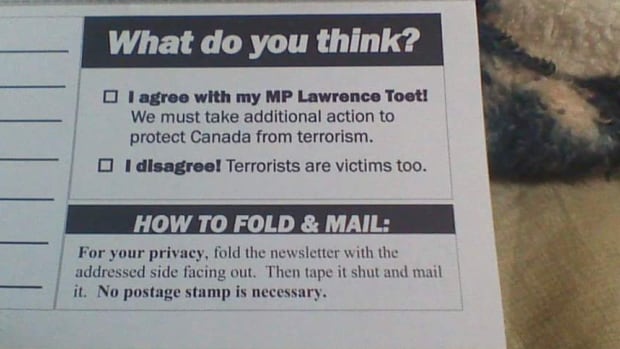 What do you think?
☐ I agree with my MP Lawrence Toet!
We must take additional action to
protect Canada from terrorism.
☐ I disagree! Terrorists are victims too.
HOW TO FOLD & MAIL:
For your privacy, fold the newsletter with the
addressed side facing out. Then tape it shut and mail
it. No postage stamp is necessary.